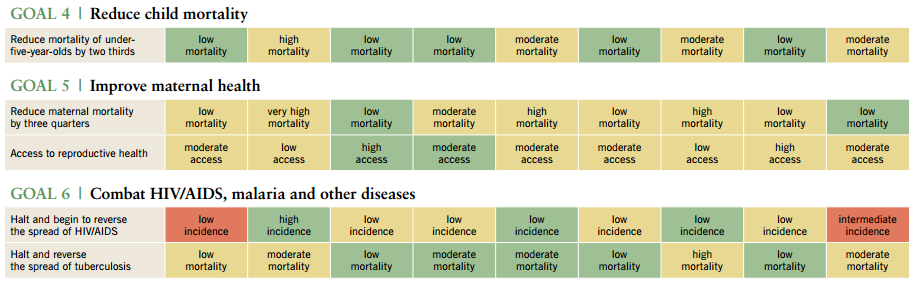 GOAL 4 | Reduce child mortality
Reduce mortality of under-
five-year-olds by two thirds
low mortality
high mortality
low mortality
low mortality
moderate mortality
low mortality
moderate mortality
low mortality
moderate mortality
GOAL 5 | Improve maternal health
Reduce maternal mortality
by three quarters
low mortality
very high mortality
low mortality
moderate mortality
high mortality
low mortality
high mortality
low mortality
low mortality
Access to reproductive health
moderate access
low access
high access
moderate access
moderate access
moderate access
low access
high access
moderate access
GOAL 6 | Combat HIV/AIDS, malaria and other diseases
Halt and begin to reverse
the spread of HIV/AIDS
low incidence
high incidence
low incidence
low incidence
low incidence
low incidence
low incidence
low incidence
intermediate incidence
Halt and reverse
the spread of tuberculosis
low mortality
moderate mortality
low mortality
moderate mortality
moderate mortality
low mortality
high mortality
low mortality
moderate mortality